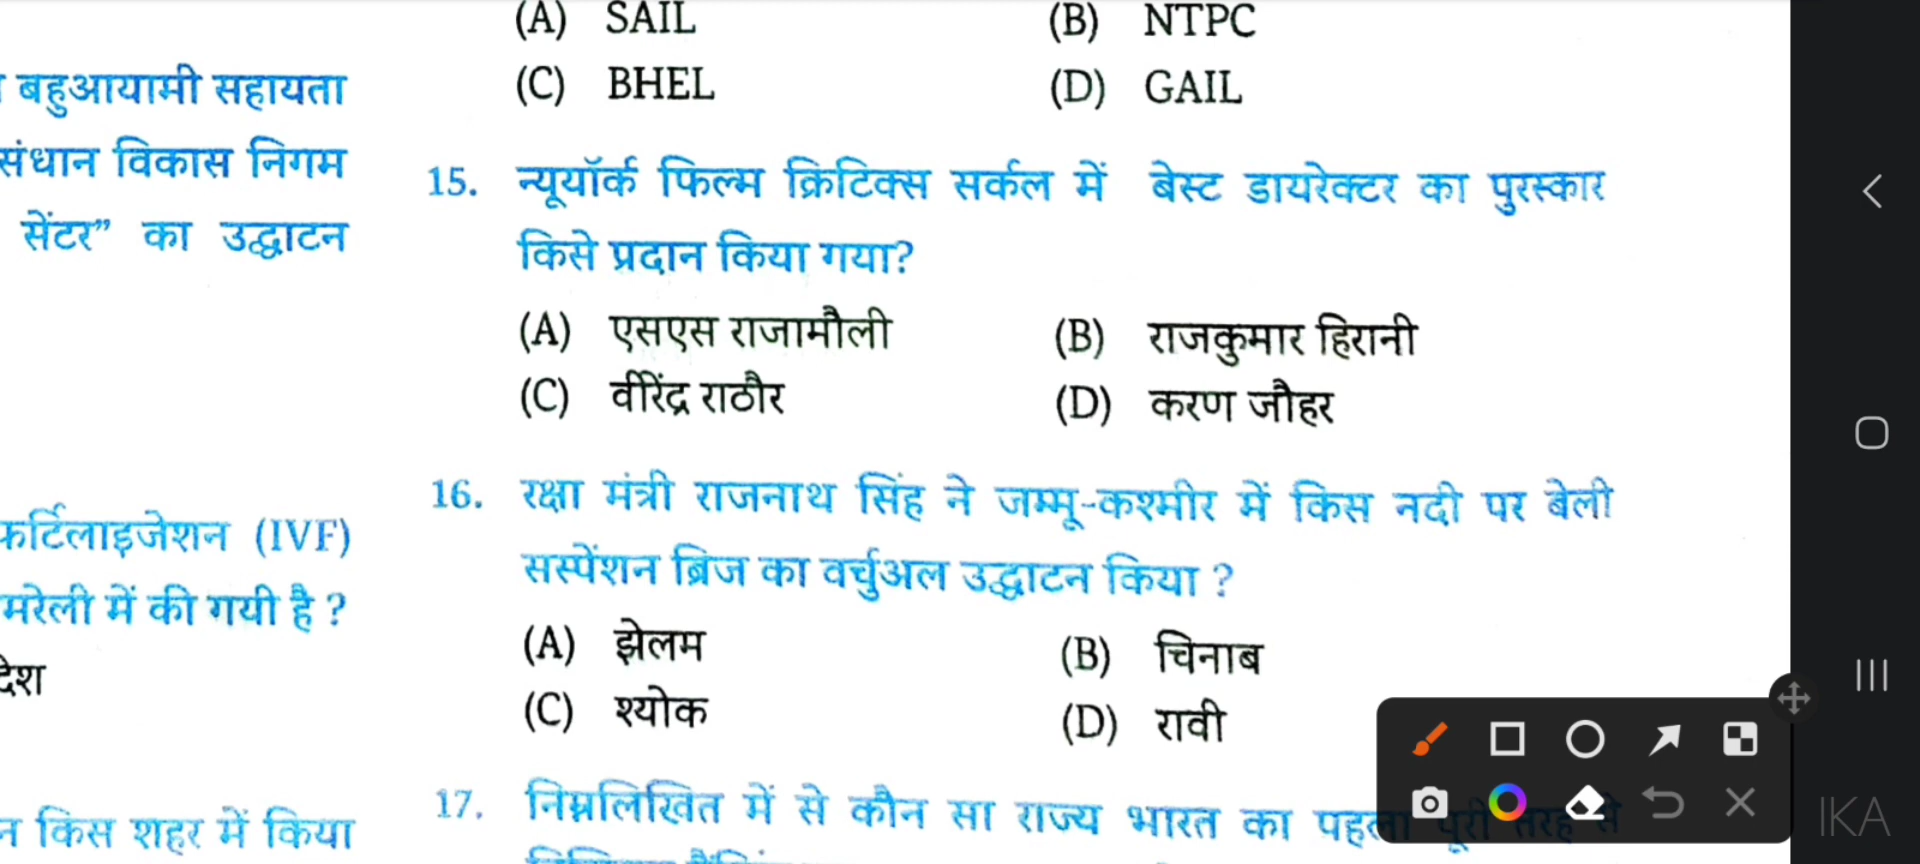 बहुआयामी सहायता
संधान विकास निगम
सेंटर” का उद्घाटन
फर्टिलाइजेशन (IVF)
में की गयी है ?
किस शहर में किया
(A) SAIL (B) NTPC
(C) BHEL (D) GAIL
15. न्यूयॉर्क फिल्म क्रिटिक्स सर्कल में बेस्ट डायरेक्टर का पुरस्कार
किसे प्रदान किया गया?
(A) एसएस राजामौली (B) राजकुमार हिरानी
(C) वीरेंद्र राठौर (D) करण जौहर
16. रक्षा मंत्री राजनाथ सिंह ने जम्मू-कश्मीर में किस नदी पर बेली
सस्पेंशन ब्रिज का वर्चुअल उद्घाटन किया ?
(A) झेलम (B) चिनाब
(C) श्योक (D) रावी
17. निम्नलिखित में से कौन सा राज्य भारत का पहला पूरी तरह से
IKA